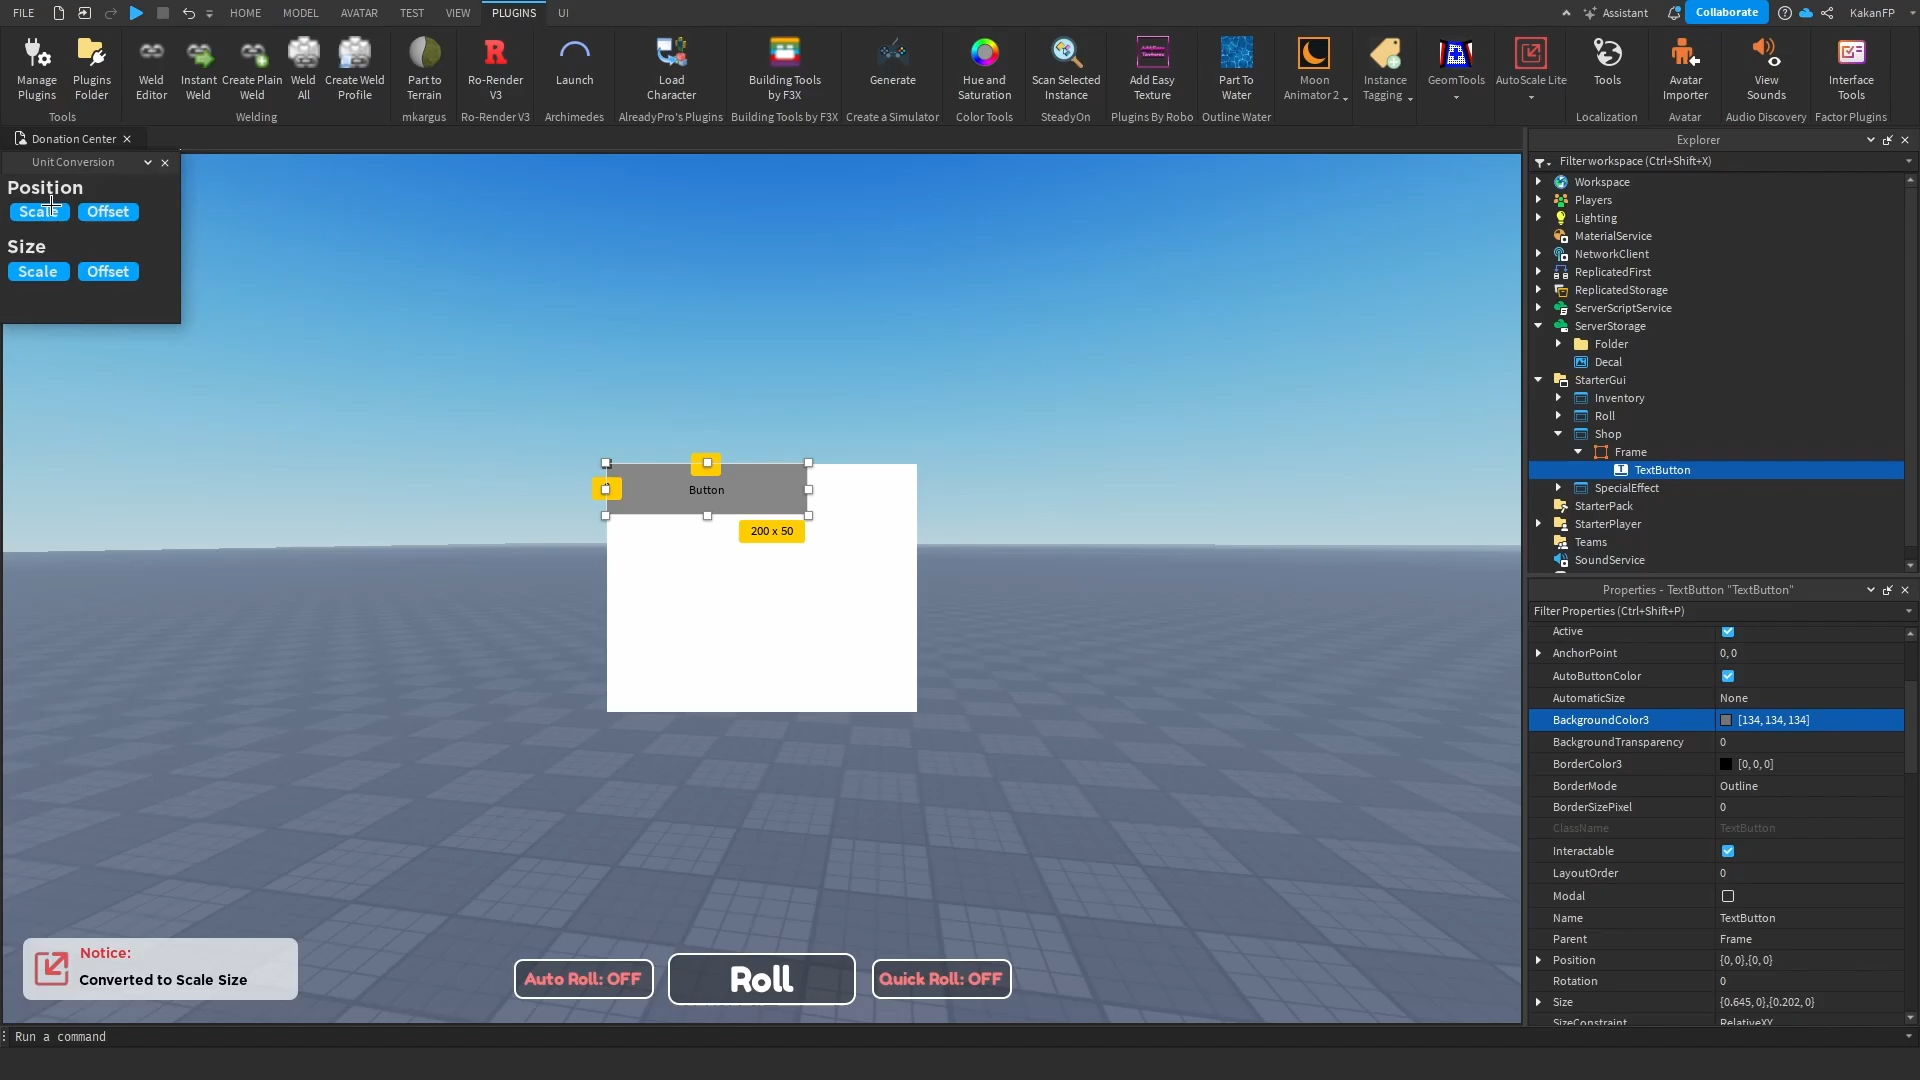 FILE HOME MODEL AVATAR TEST VIEW PLUGINS UI Assistant Collaborate KakanFP
Manage Plugins
Plugins Folder
Weld Editor
Instant Weld
Create Plain Weld
Weld All
Create Weld Profile
Part to Terrain
Ro-Render V3
Launch
Load Character
Building Tools by F3X
Generate
Hue and Saturation
Scan Selected Instance
Add Easy Texture
Part To Water
Moon Animator 2
Instance Tagging
GeomTools
AutoScale Lite
Tools
Avatar Importer
View Sounds
Interface Tools
Tools Welding mkargus Ro-Render V3 Archimedes AlreadyPro's Plugins Building Tools by F3X Create a Simulator Color Tools SteadyOn Plugins By Robo Outline Water Localization Avatar Audio Discovery Factor Plugins
Donation Center
Unit Conversion
Position
Scale Offset
Size
Scale Offset
Button
200 x 50
Notice:
Converted to Scale Size
Auto Roll: OFF
Roll
Quick Roll: OFF
Run a command
Explorer
Filter workspace (Ctrl+Shift+X)
Workspace
Players
Lighting
MaterialService
NetworkClient
ReplicatedFirst
ReplicatedStorage
ServerScriptService
ServerStorage
Folder
Decal
StarterGui
Inventory
Roll
Shop
Frame
TextButton
SpecialEffect
StarterPack
StarterPlayer
Teams
SoundService
Properties - TextButton "TextButton"
Filter Properties (Ctrl+Shift+P)
Active
AnchorPoint 0, 0
AutoButtonColor
AutomaticSize None
BackgroundColor3 [134, 134, 134]
BackgroundTransparency 0
BorderColor3 [0, 0, 0]
BorderMode Outline
BorderSizePixel 0
ClassName TextButton
Interactable
LayoutOrder 0
Modal
Name TextButton
Parent Frame
Position {0, 0},{0, 0}
Rotation 0
Size {0.645, 0},{0.202, 0}
SizeConstraint RelativeXY